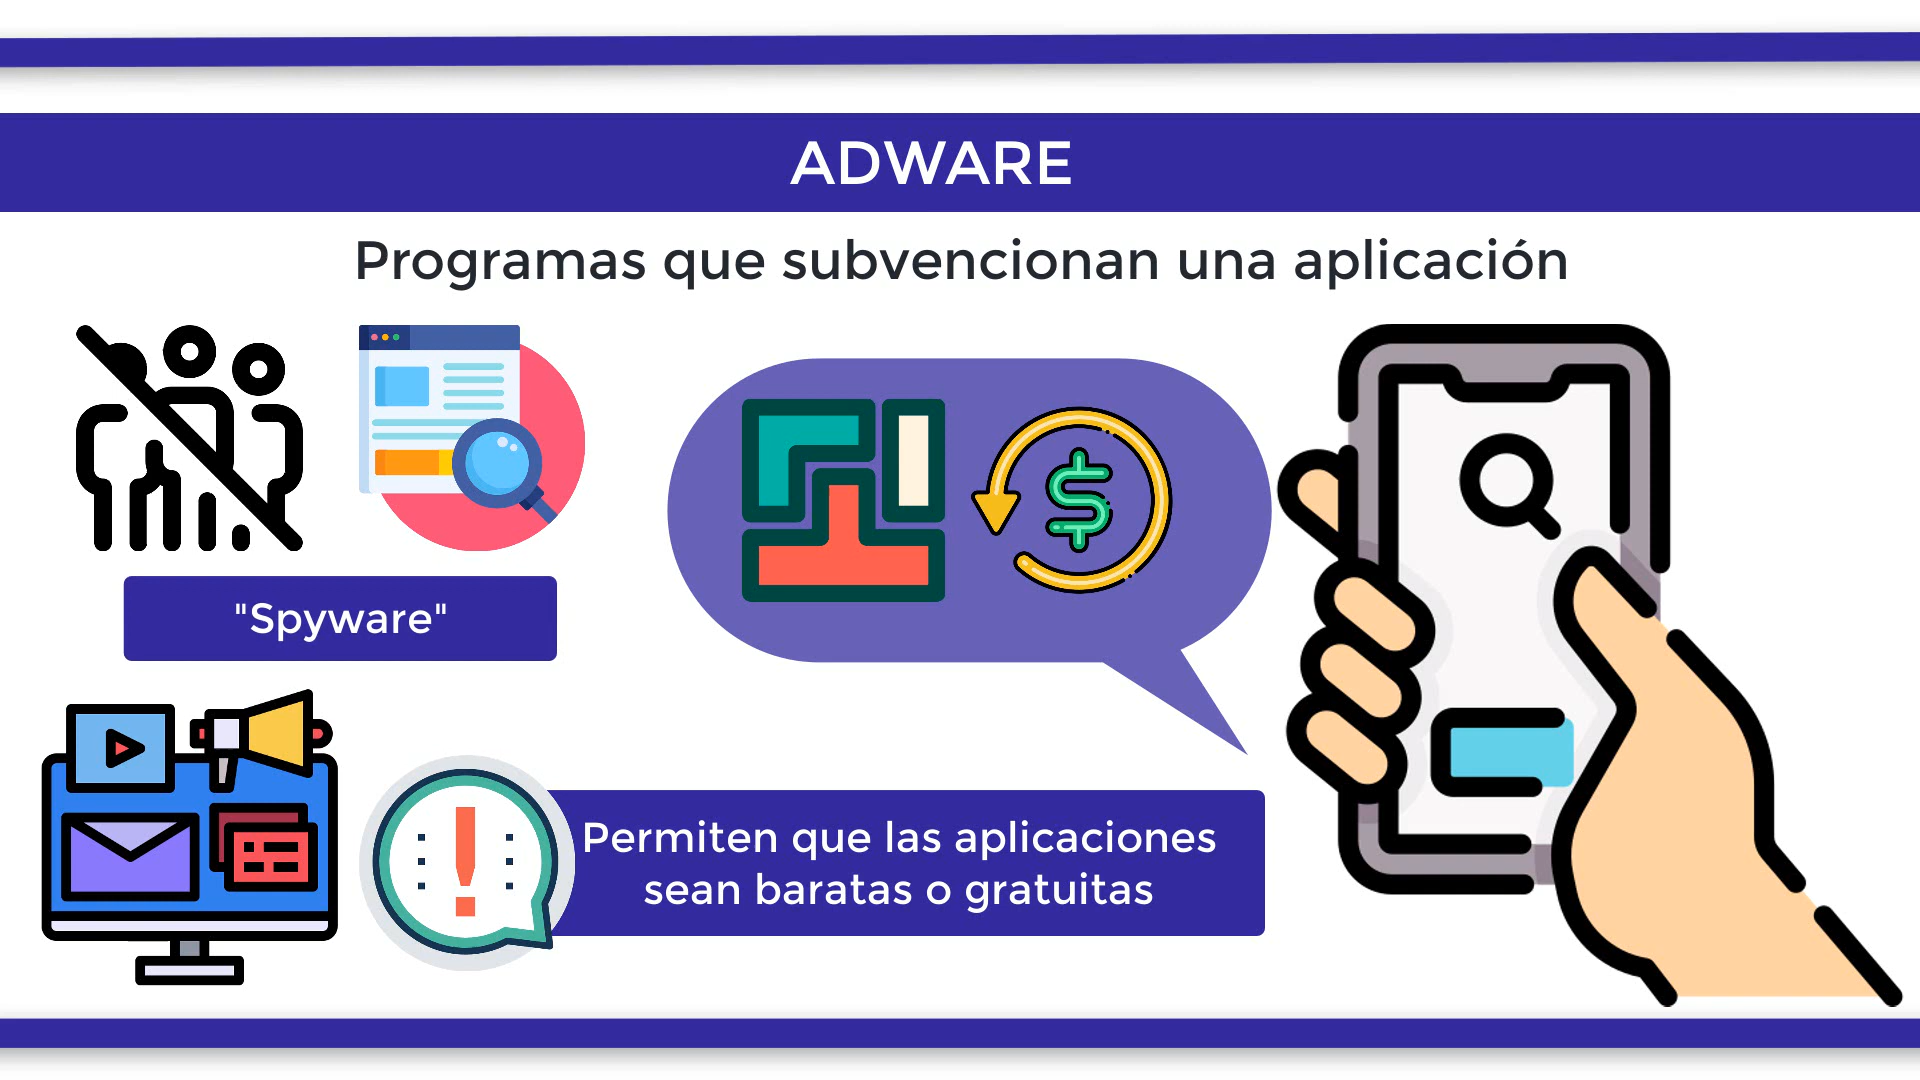 ADWARE
Programas que subvencionan una aplicación
"Spyware"
Permiten que las aplicaciones
sean baratas o gratuitas